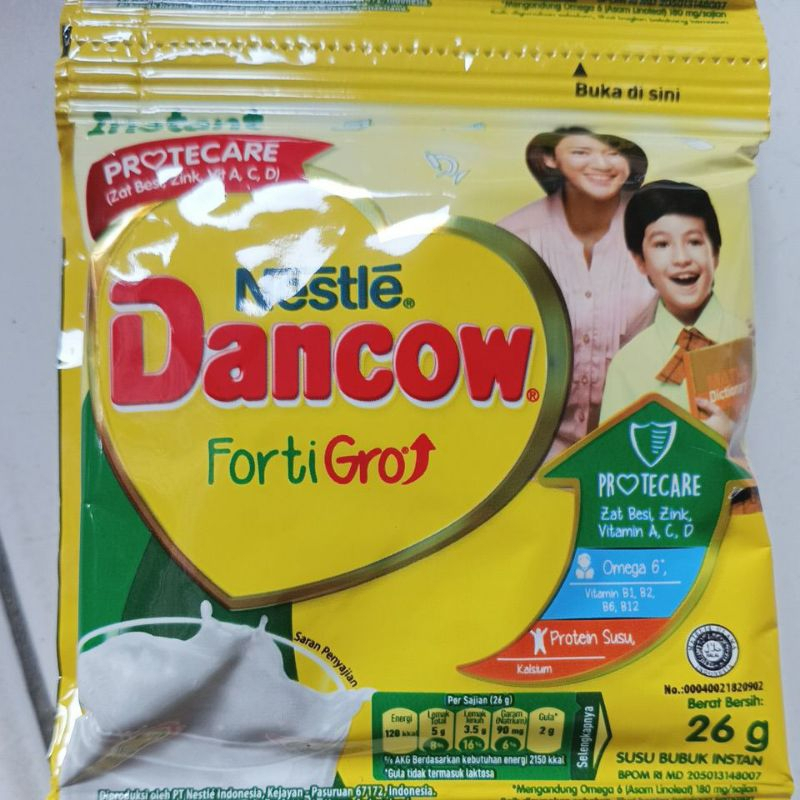 *Mengandung Omega 6 (Asam Linoleat) 180 mg/sajian
Buka di sini
Instant
PROTECARE
(Zat Besi, Zink, Vit A, C, D)
Nestlé®
DANCOW®
FortiGro
Dictionary
PROTECARE
Zat Besi, Zink,
Vitamin A, C, D
Omega 6*,
Vitamin B1, B2,
B6, B12
Protein Susu,
Kalsium
Saran Penyajian
No.:00040021820902
Berat Bersih:
26 g
SUSU BUBUK INSTAN
BPOM RI MD 205013148007
Per Sajian (26 g)
Energi
120 kkal
Lemak Total
5 g
8%
Lemak Jenuh
3.5 g
16%
Garam (Natrium)
90 mg
6%
Gula*
2 g
Selengkapnya
% AKG Berdasarkan kebutuhan energi 2150 kkal
*Gula tidak termasuk laktosa
Diproduksi oleh PT Nestlé Indonesia, Kejayan - Pasuruan 67172, Indonesia.
*Mengandung Omega 6 (Asam Linoleat) 180 mg/sajian